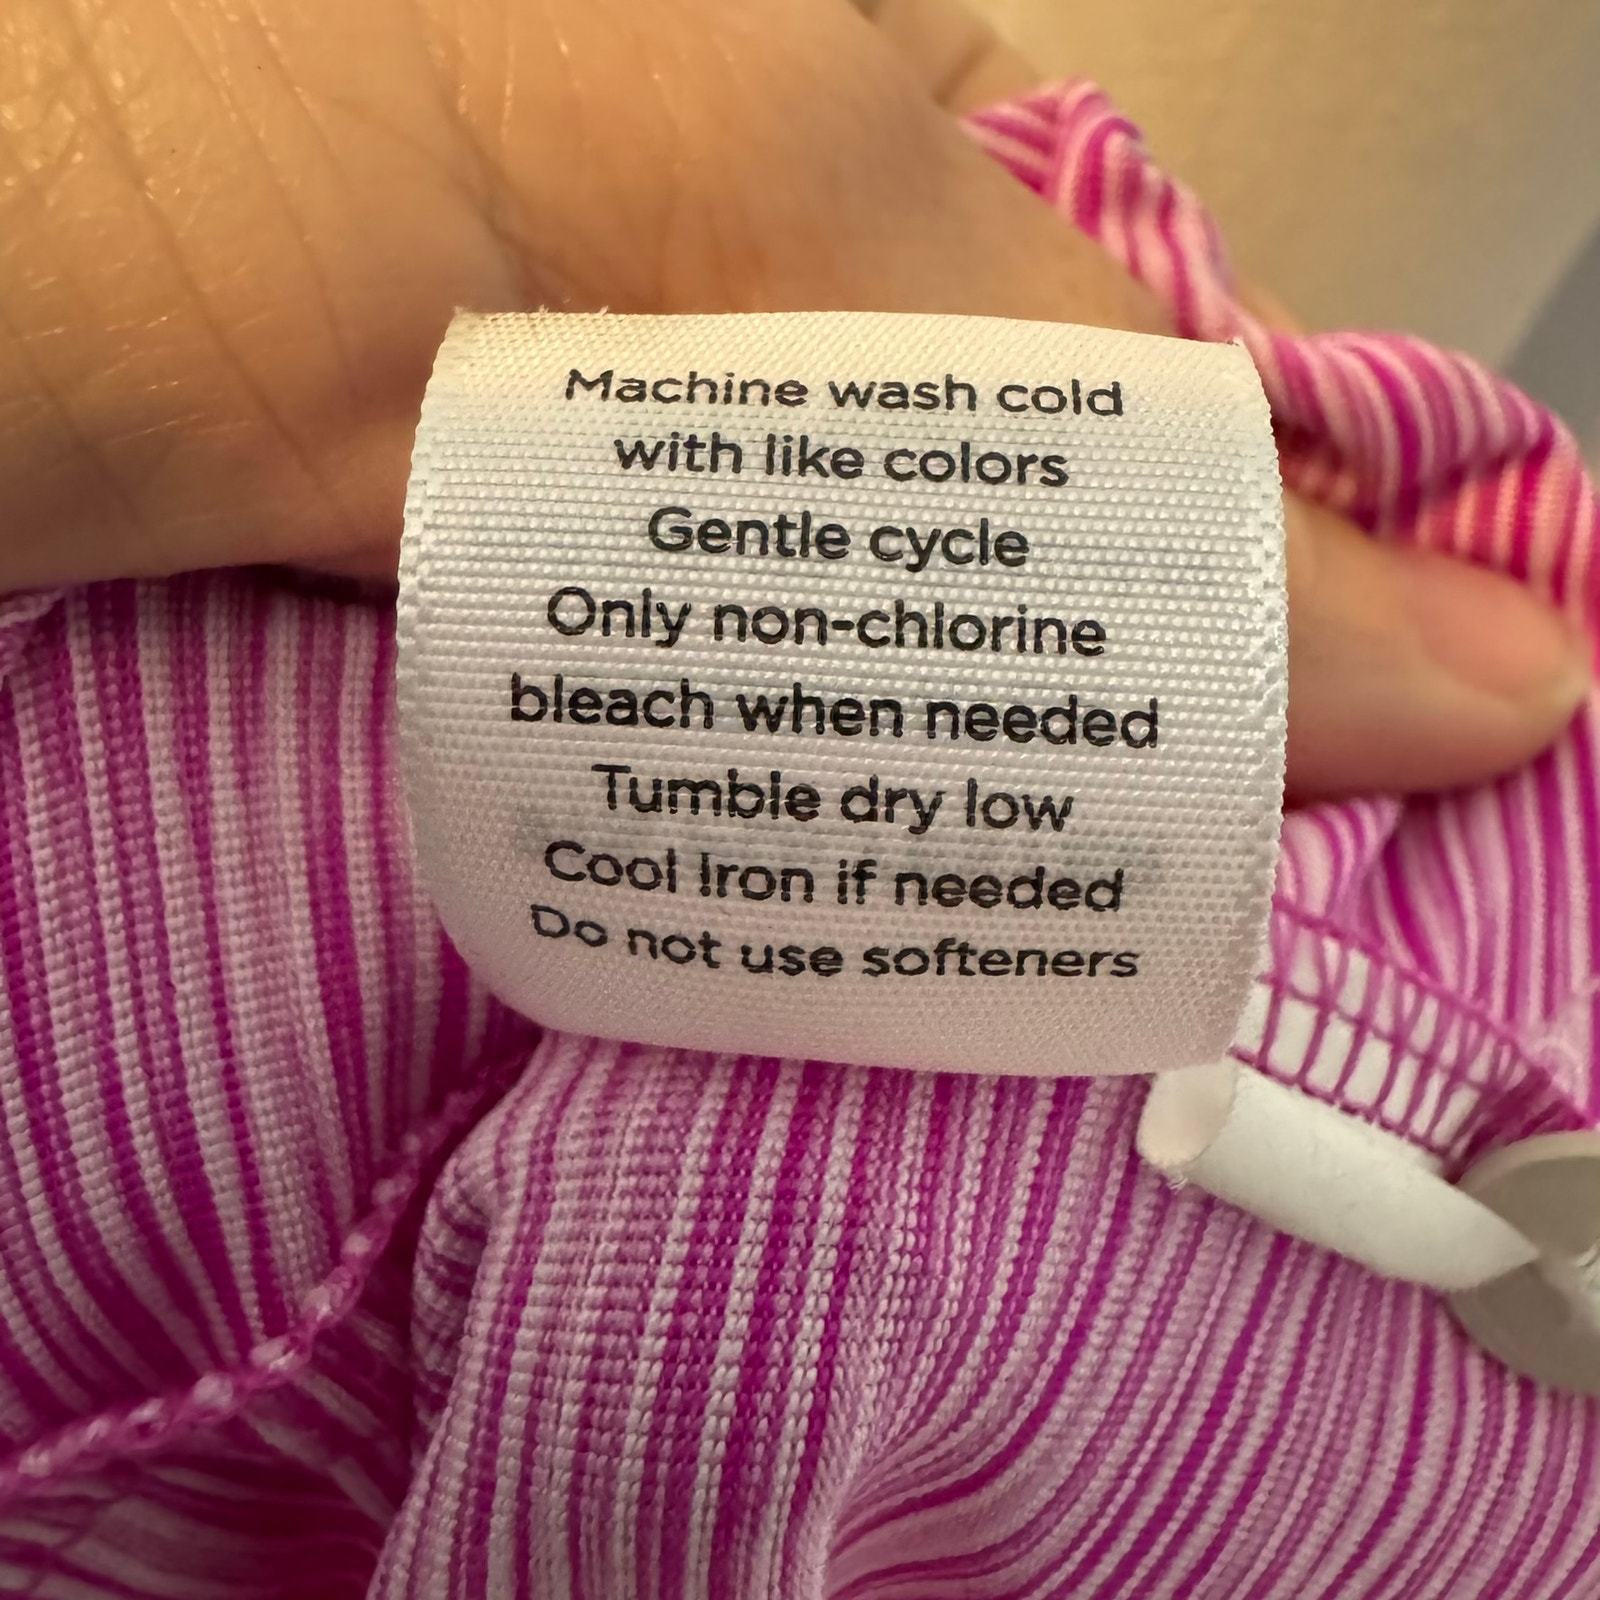 Machine wash cold
with like colors
Gentle cycle
Only non-chlorine
bleach when needed
Tumble dry low
Cool Iron if needed
Do not use softeners